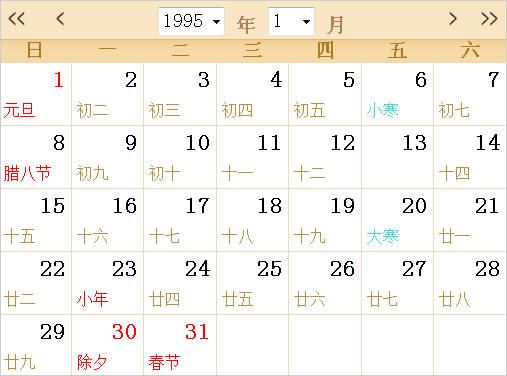 << < 1995 年 1 月 > >>
日 一 二 三 四 五 六
1 2 3 4 5 6 7
元旦 初二 初三 初四 初五 小寒 初七
8 9 10 11 12 13 14
腊八节 初九 初十 十一 十二 十四
15 16 17 18 19 20 21
十五 十六 十七 十八 十九 大寒 廿一
22 23 24 25 26 27 28
廿二 小年 廿四 廿五 廿六 廿七 廿八
29 30 31
廿九 除夕 春节